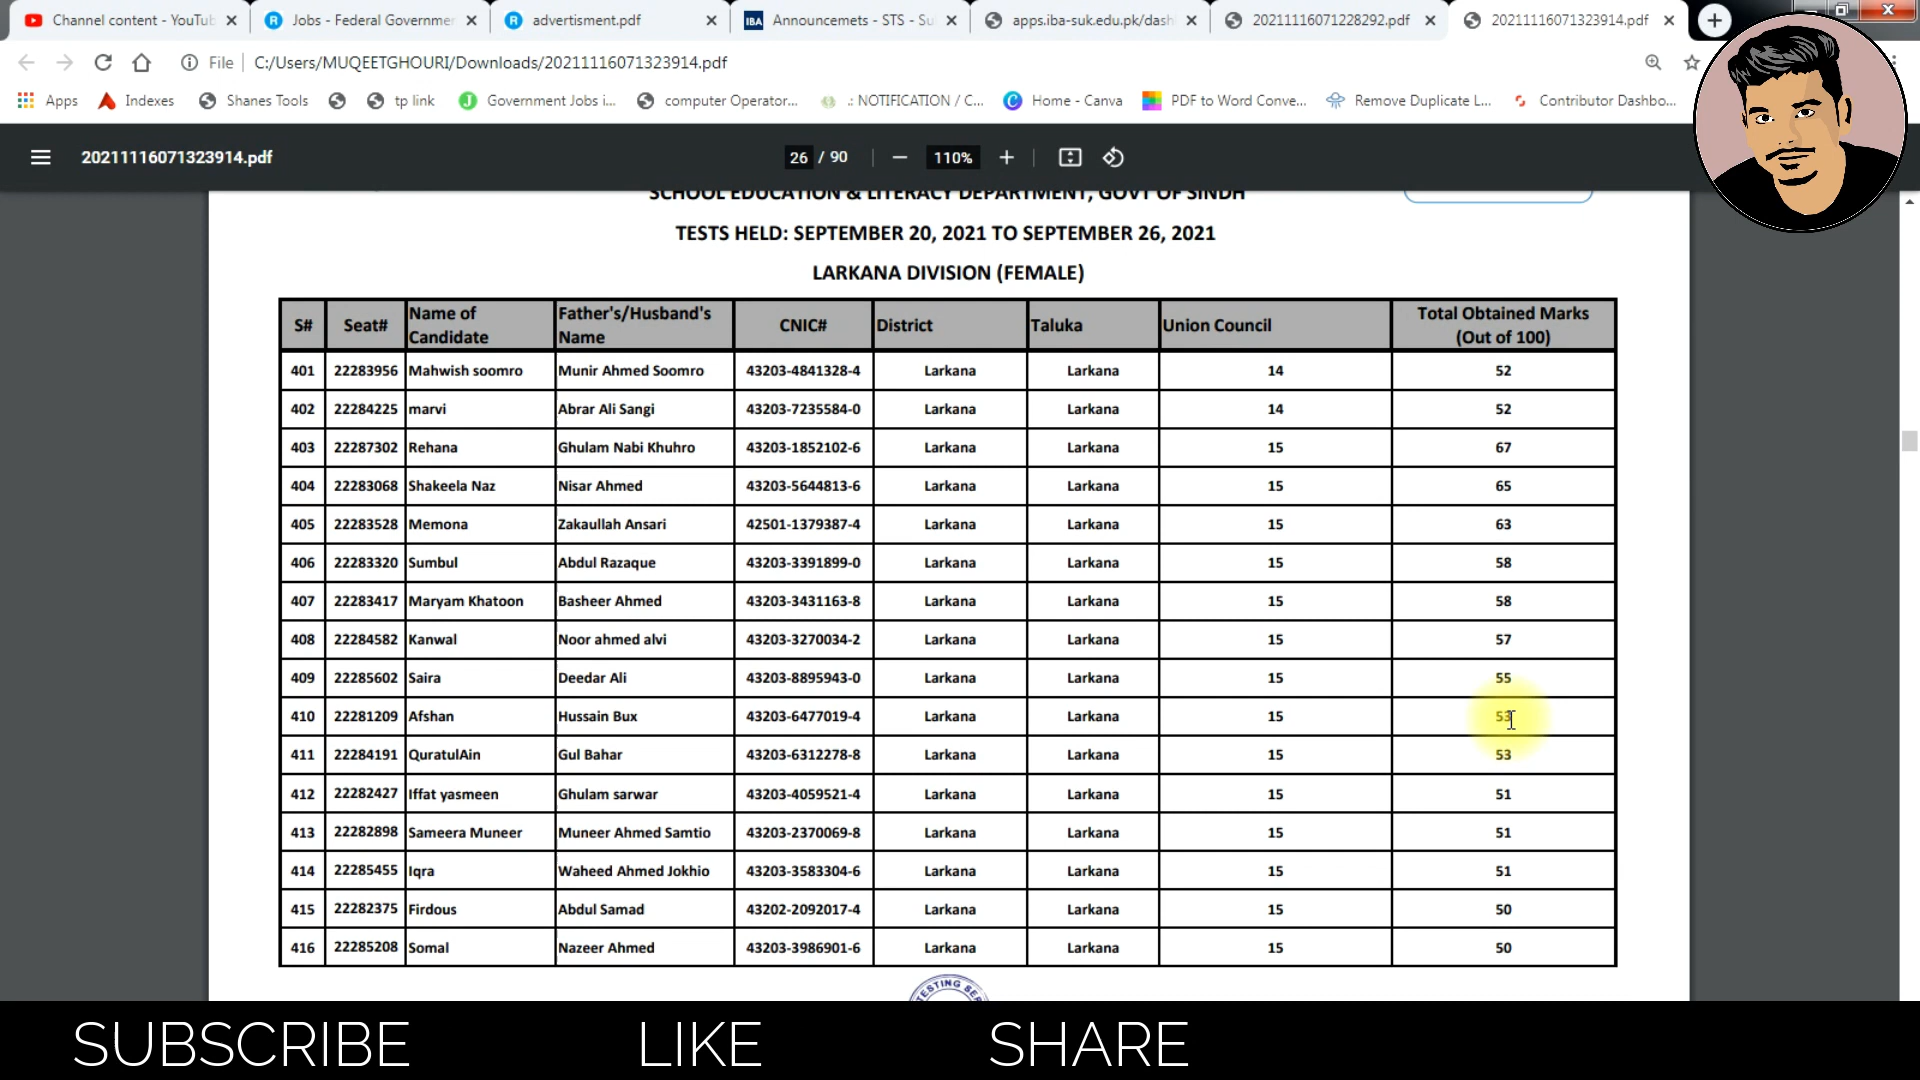 Channel content - YouTub
Jobs - Federal Governme
advertisment.pdf
Announcemets - STS - Su
apps.iba-suk.edu.pk/dash
20211116071228292.pdf
20211116071323914.pdf
File C:/Users/MUQEETGHOURI/Downloads/20211116071323914.pdf
Apps Indexes Shanes Tools tp link Government Jobs i... computer Operator... .: NOTIFICATION / C... Home - Canva PDF to Word Conve... Remove Duplicate L... Contributor Dashbo...
20211116071323914.pdf 26 / 90 110%
SCHOOL EDUCATION & LITERACY DEPARTMENT, GOVT OF SINDH
TESTS HELD: SEPTEMBER 20, 2021 TO SEPTEMBER 26, 2021
LARKANA DIVISION (FEMALE)
S# Seat# Name of Candidate Father's/Husband's Name CNIC# District Taluka Union Council Total Obtained Marks (Out of 100)
401 22283956 Mahwish soomro Munir Ahmed Soomro 43203-4841328-4 Larkana Larkana 14 52
402 22284225 marvi Abrar Ali Sangi 43203-7235584-0 Larkana Larkana 14 52
403 22287302 Rehana Ghulam Nabi Khuhro 43203-1852102-6 Larkana Larkana 15 67
404 22283068 Shakeela Naz Nisar Ahmed 43203-5644813-6 Larkana Larkana 15 65
405 22283528 Memona Zakaullah Ansari 42501-1379387-4 Larkana Larkana 15 63
406 22283320 Sumbul Abdul Razaque 43203-3391899-0 Larkana Larkana 15 58
407 22283417 Maryam Khatoon Basheer Ahmed 43203-3431163-8 Larkana Larkana 15 58
408 22284582 Kanwal Noor ahmed alvi 43203-3270034-2 Larkana Larkana 15 57
409 22285602 Saira Deedar Ali 43203-8895943-0 Larkana Larkana 15 55
410 22281209 Afshan Hussain Bux 43203-6477019-4 Larkana Larkana 15 53
411 22284191 QuratulAin Gul Bahar 43203-6312278-8 Larkana Larkana 15 53
412 22282427 Iffat yasmeen Ghulam sarwar 43203-4059521-4 Larkana Larkana 15 51
413 22282898 Sameera Muneer Muneer Ahmed Samtio 43203-2370069-8 Larkana Larkana 15 51
414 22285455 Iqra Waheed Ahmed Jokhio 43203-3583304-6 Larkana Larkana 15 51
415 22282375 Firdous Abdul Samad 43202-2092017-4 Larkana Larkana 15 50
416 22285208 Somal Nazeer Ahmed 43203-3986901-6 Larkana Larkana 15 50
TESTING SER
SUBSCRIBE LIKE SHARE